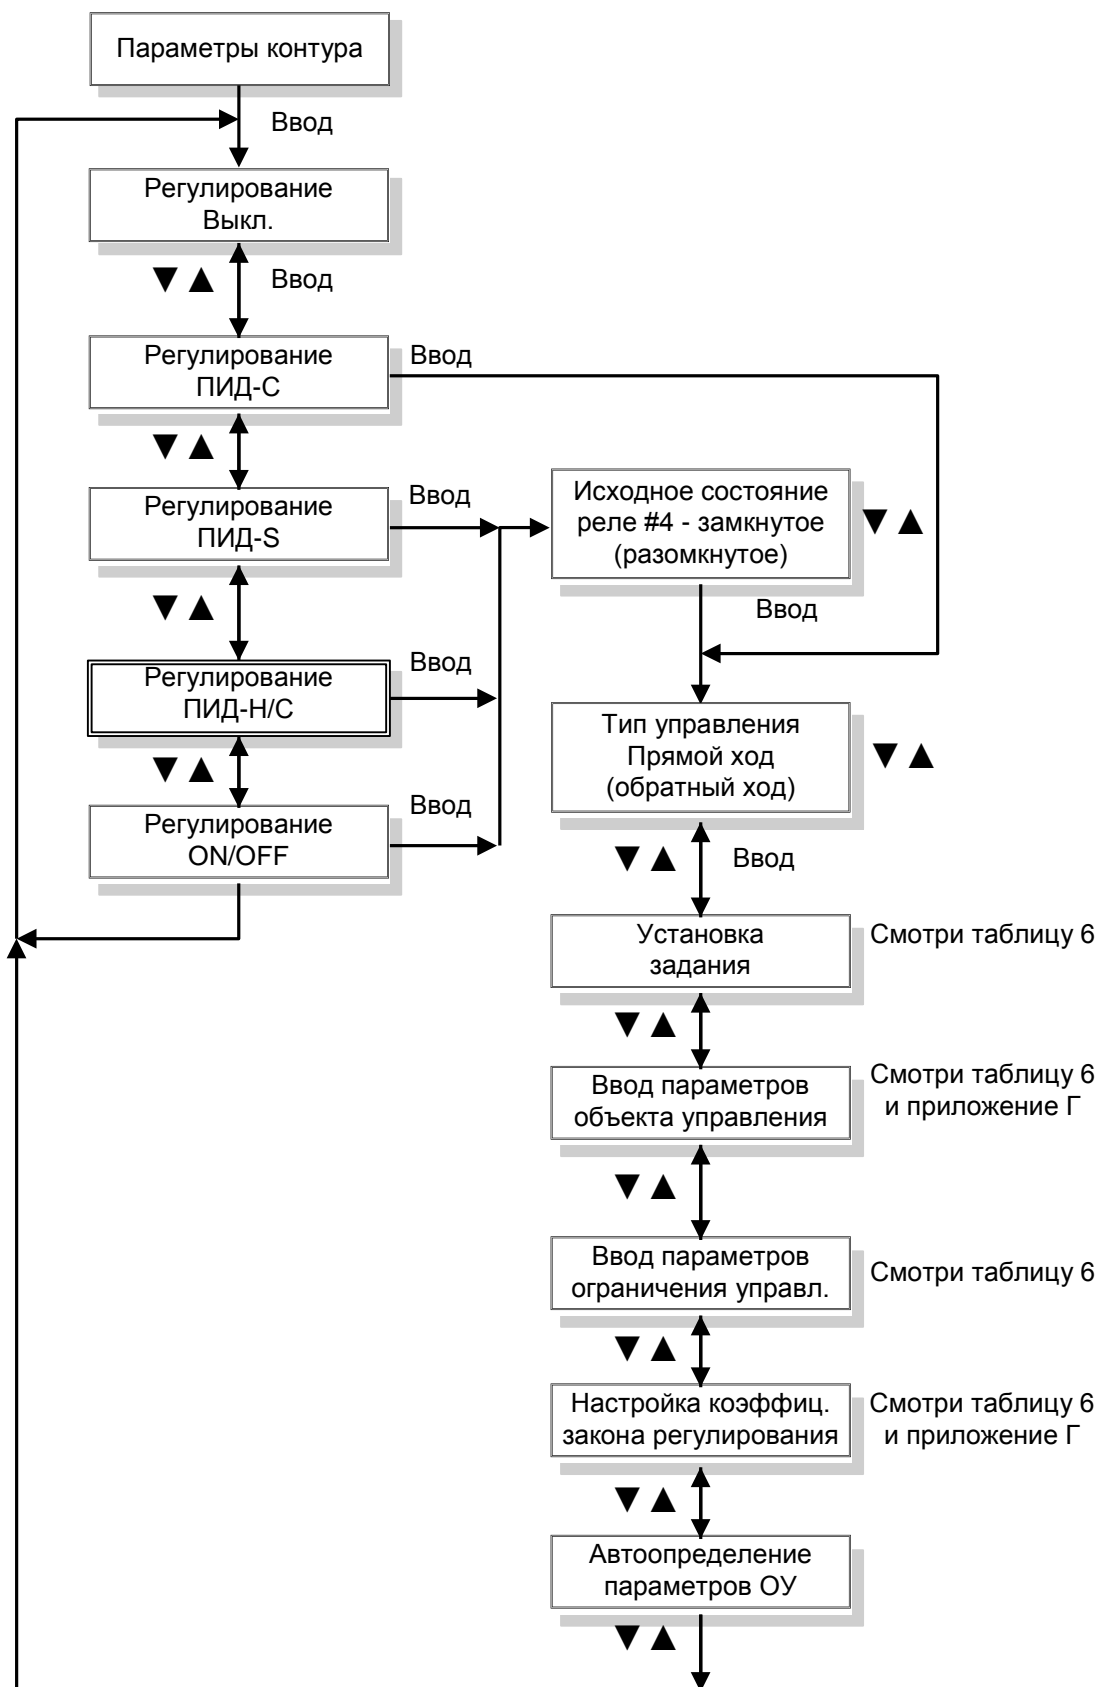 Параметры контура
Ввод
Регулирование
Выкл.
▼ ▲
Ввод
Регулирование
ПИД-С
Ввод
▼ ▲
Регулирование
ПИД-S
Ввод
Исходное состояние
реле #4 - замкнутое
(разомкнутое)
▼ ▲
Ввод
▼ ▲
Регулирование
ПИД-Н/С
Ввод
▼ ▲
Регулирование
ON/OFF
Ввод
Тип управления
Прямой ход
(обратный ход)
▼ ▲
▼ ▲
Ввод
Установка
задания
Смотри таблицу 6
▼ ▲
Ввод параметров
объекта управления
Смотри таблицу 6
и приложение Г
▼ ▲
Ввод параметров
ограничения управл.
Смотри таблицу 6
▼ ▲
Настройка коэффиц.
закона регулирования
Смотри таблицу 6
и приложение Г
▼ ▲
Автоопределение
параметров ОУ
▼ ▲